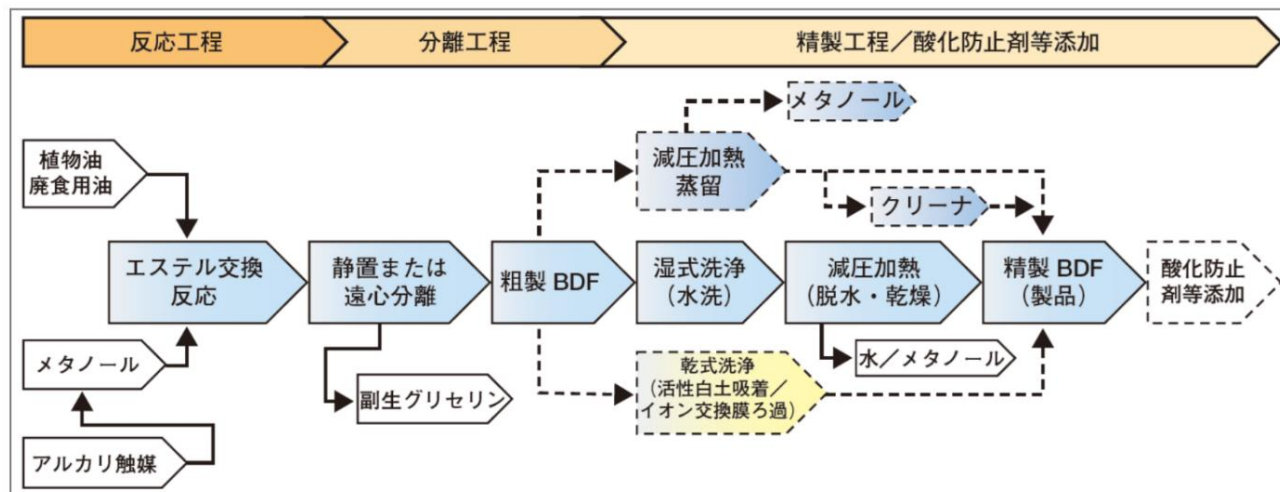 反応工程
分離工程
精製工程／酸化防止剤等添加
メタノール
植物油
廃食用油
減圧加熱
蒸留
クリーナ
エステル交換
反応
静置または
遠心分離
粗製 BDF
湿式洗浄
（水洗）
減圧加熱
（脱水・乾燥）
精製 BDF
（製品）
酸化防止
剤等添加
メタノール
水／メタノール
乾式洗浄
（活性白土吸着／
イオン交換膜ろ過）
副生グリセリン
アルカリ触媒